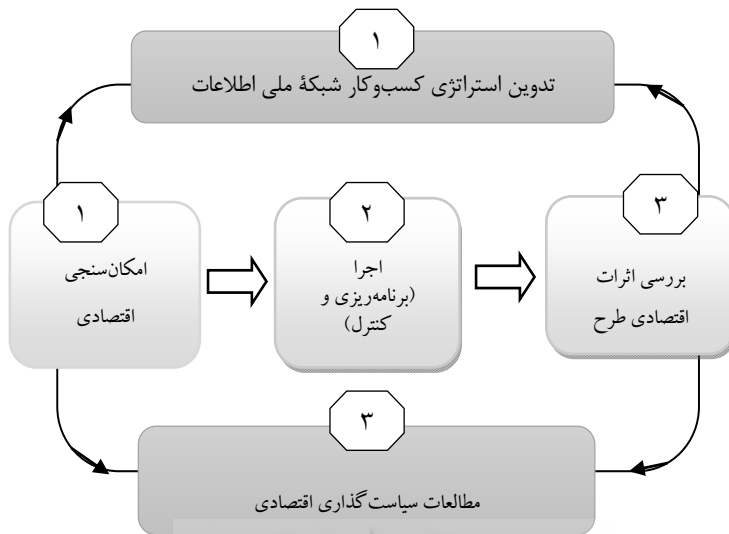 ۱
تدوین استراتژی کسب‌وکار شبکهٔ ملی اطلاعات
۳
بررسی اثرات
اقتصادی طرح
۲
اجرا
(برنامه‌ریزی و
کنترل)
۱
امکان‌سنجی
اقتصادی
۳
مطالعات سیاست‌گذاری اقتصادی